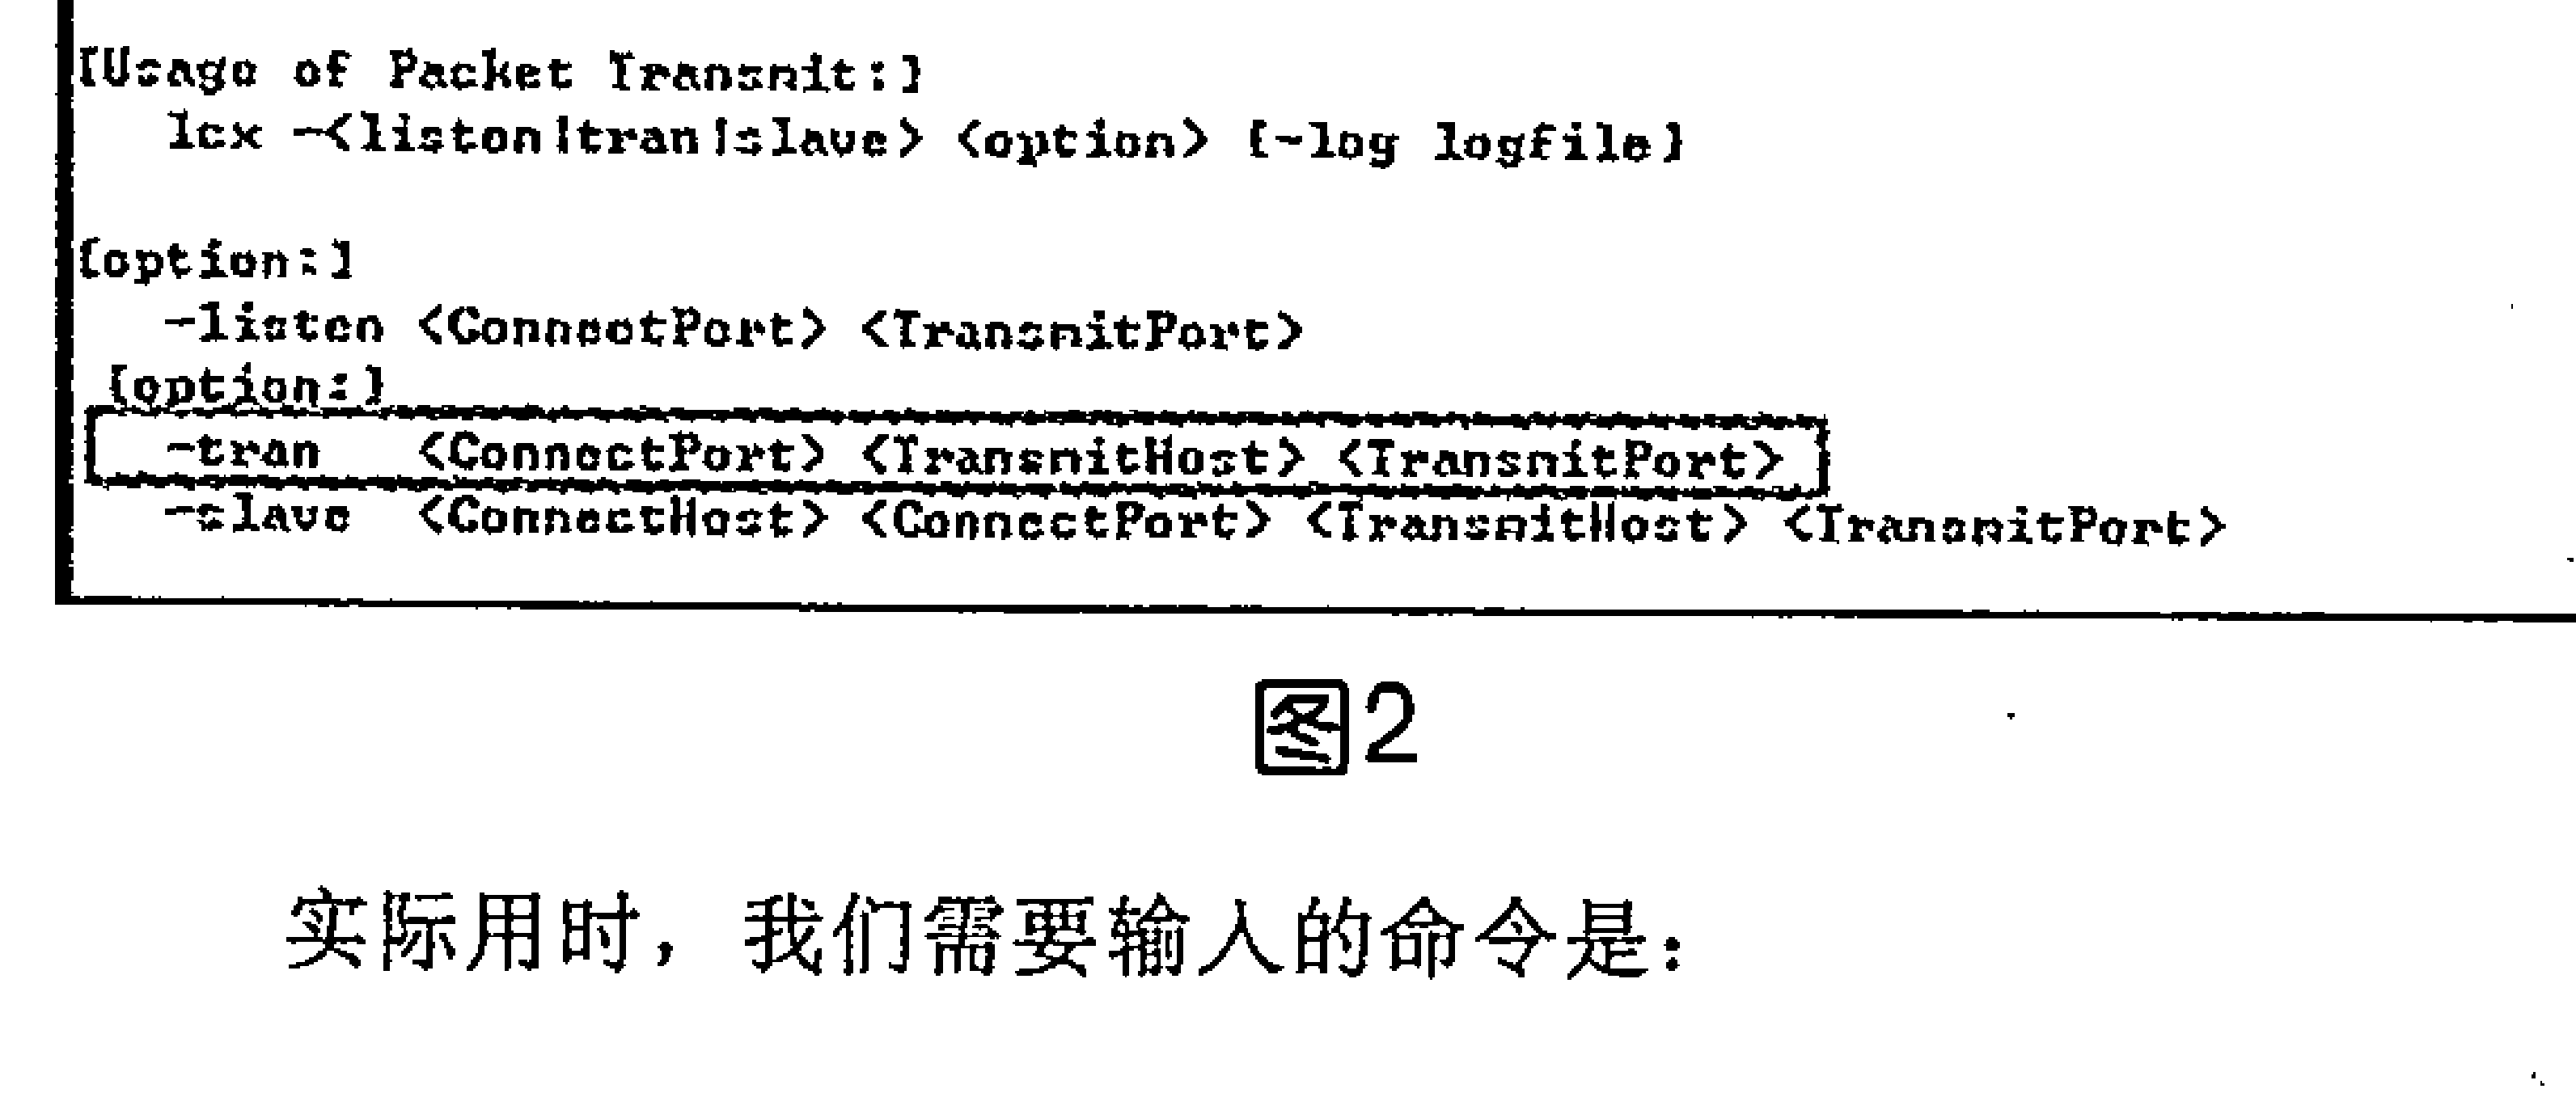 [Usage of Packet Transmit:]
lcx -<listen|tran|slave> <option> [-log logfile]
[option:]
-listen <ConnectPort> <TransmitPort>
[option:]
-tran <ConnectPort> <TransmitHost> <TransmitPort>
-slave <ConnectHost> <ConnectPort> <TransmitHost> <TransmitPort>
图2
实际用时，我们需要输入的命令是：